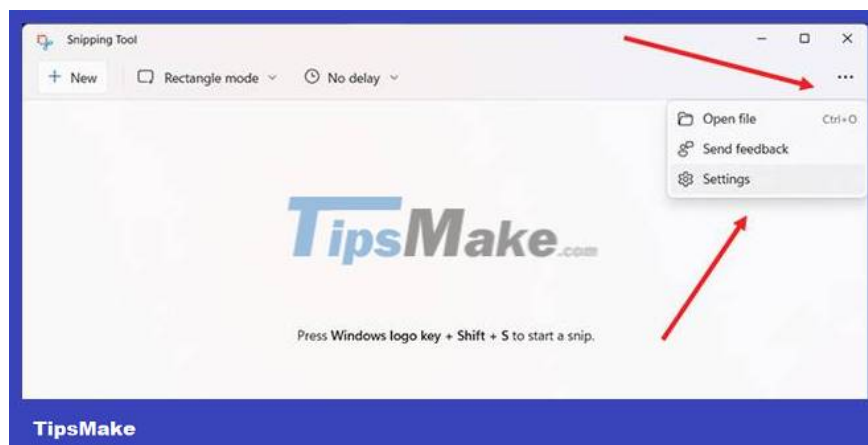 Snipping Tool
+ New Rectangle mode No delay ...
Open file Ctrl+O
Send feedback
Settings
TipsMake.com
Press Windows logo key + Shift + S to start a snip.
TipsMake